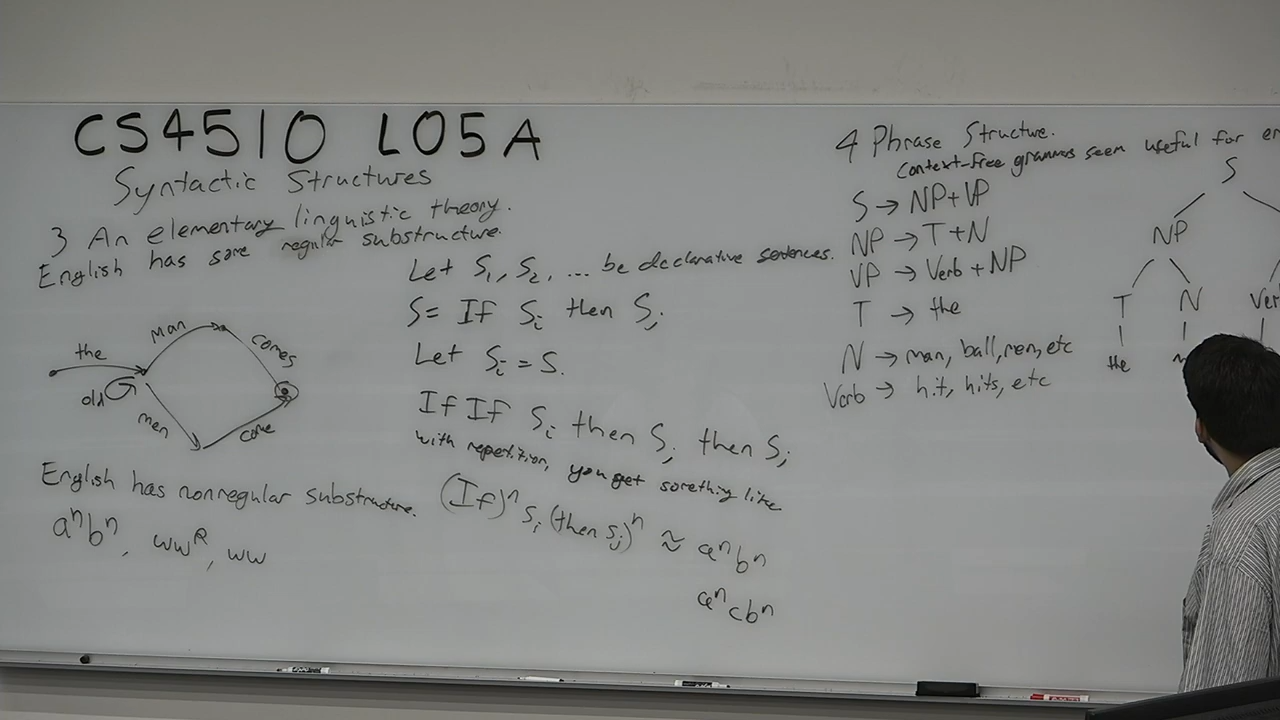 CS4510 L05A
Syntactic Structures
3 An elementary linguistic theory.
English has some regular substructure.
the
old
man
comes
men
come
English has nonregular substructure.
aⁿbⁿ, wwᴿ, ww
Let S₁, S₂, ... be declarative sentences.
S = If Sᵢ then Sⱼ
Let Sᵢ = S.
If If Sᵢ then Sⱼ then Sⱼ
with repetition, you get something like
(If)ⁿ Sᵢ (then Sⱼ)ⁿ ≈ aⁿbⁿ
aⁿcbⁿ
4 Phrase Structure.
context-free grammars seem useful for
S → NP+VP
NP → T+N
VP → Verb + NP
T → the
N → man, ball, men, etc
Verb → hit, hits, etc
S
NP
T N
the